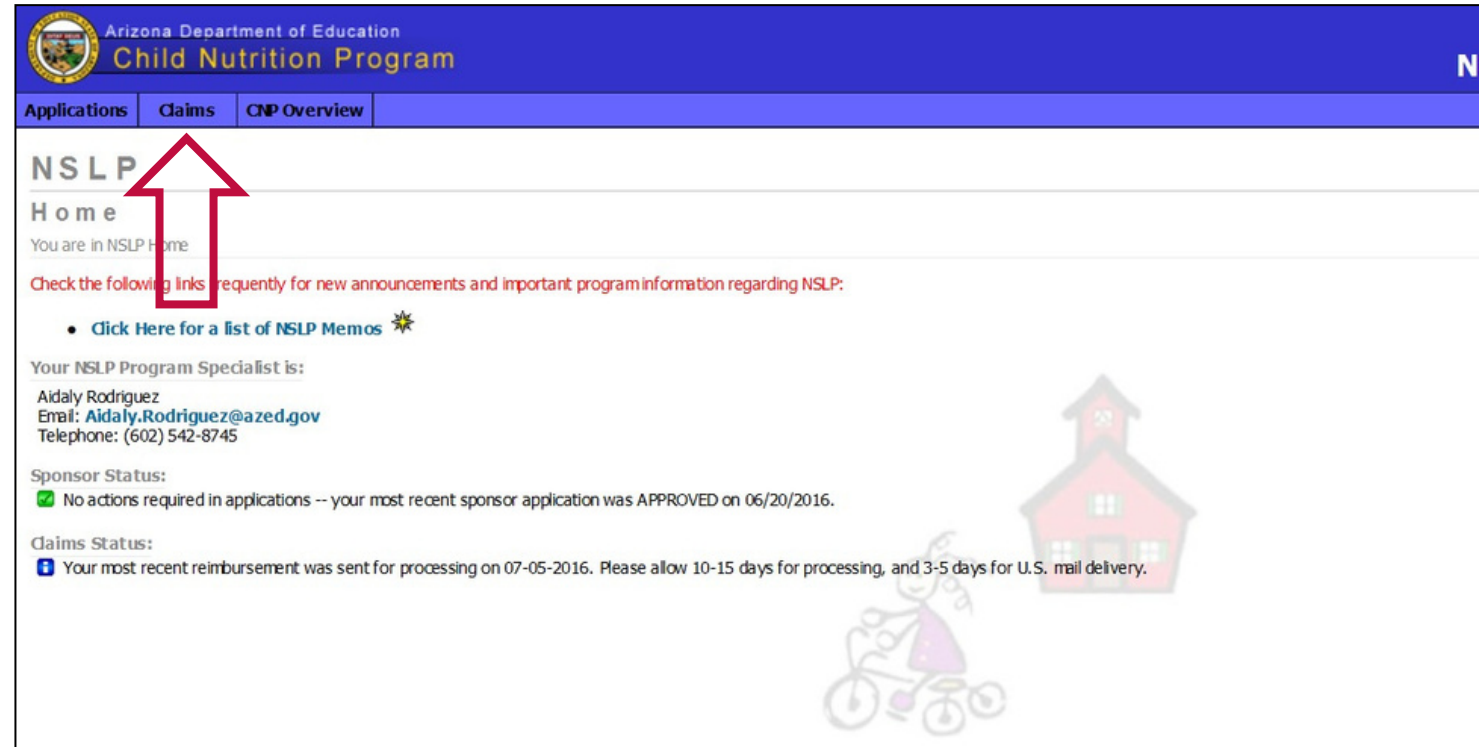 Arizona Department of Education
Child Nutrition Program
N
Applications Claims CNP Overview
NSLP
Home
You are in NSLP Home
Check the following links frequently for new announcements and important program information regarding NSLP:
• Click Here for a list of NSLP Memos
Your NSLP Program Specialist is:
Aidaly Rodriguez
Email: Aidaly.Rodriguez@azed.gov
Telephone: (602) 542-8745
Sponsor Status:
No actions required in applications -- your most recent sponsor application was APPROVED on 06/20/2016.
Claims Status:
Your most recent reimbursement was sent for processing on 07-05-2016. Please allow 10-15 days for processing, and 3-5 days for U.S. mail delivery.